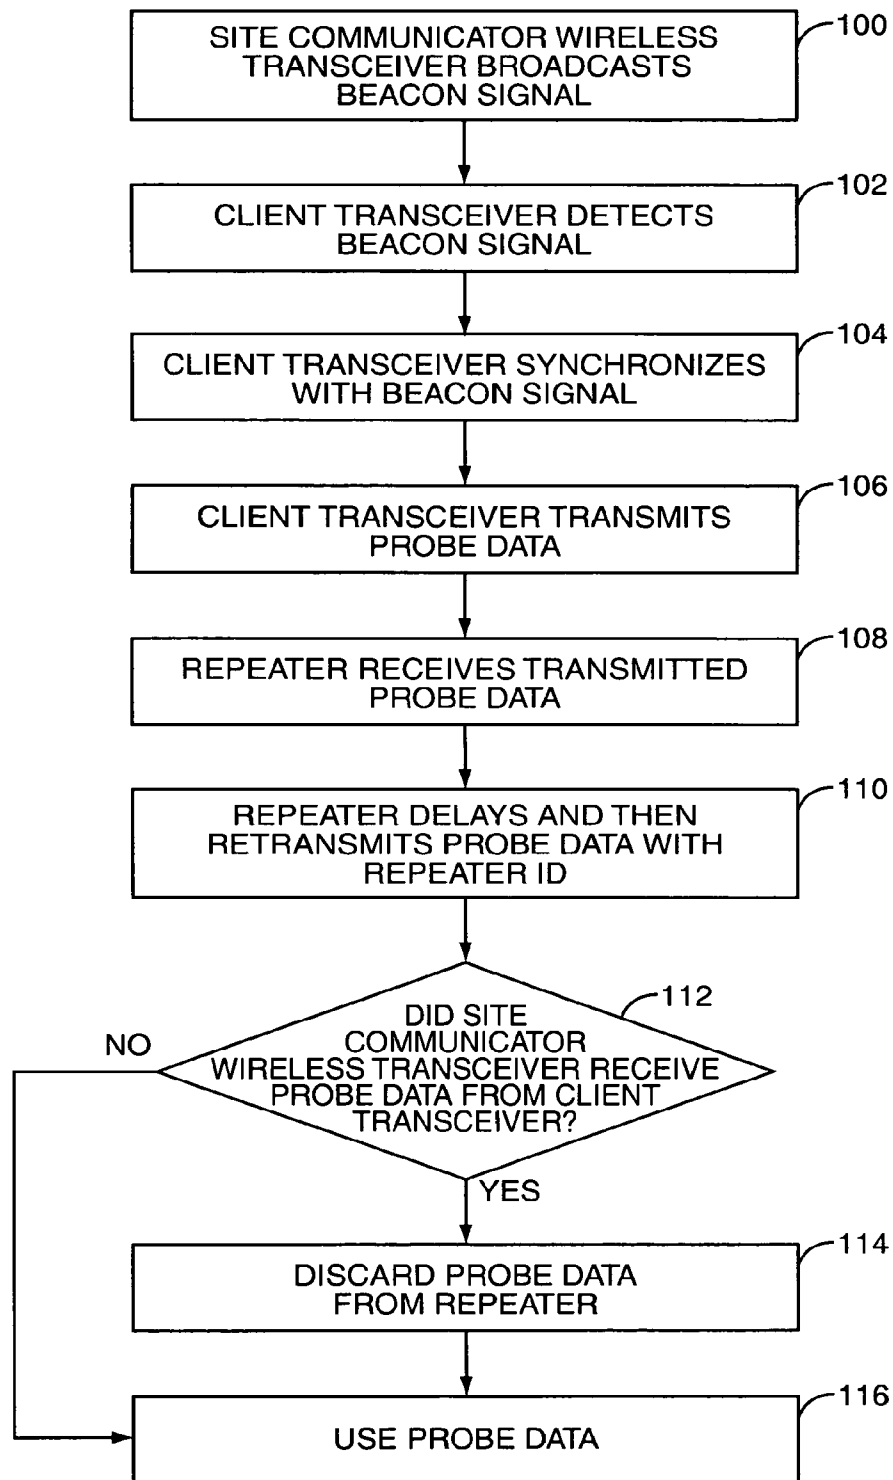 SITE COMMUNICATOR WIRELESS
TRANSCEIVER BROADCASTS
BEACON SIGNAL
100
CLIENT TRANSCEIVER DETECTS
BEACON SIGNAL
102
CLIENT TRANSCEIVER SYNCHRONIZES
WITH BEACON SIGNAL
104
CLIENT TRANSCEIVER TRANSMITS
PROBE DATA
106
REPEATER RECEIVES TRANSMITTED
PROBE DATA
108
REPEATER DELAYS AND THEN
RETRANSMITS PROBE DATA WITH
REPEATER ID
110
DID SITE
COMMUNICATOR
WIRELESS TRANSCEIVER RECEIVE
PROBE DATA FROM CLIENT
TRANSCEIVER?
112
NO
YES
DISCARD PROBE DATA
FROM REPEATER
114
USE PROBE DATA
116